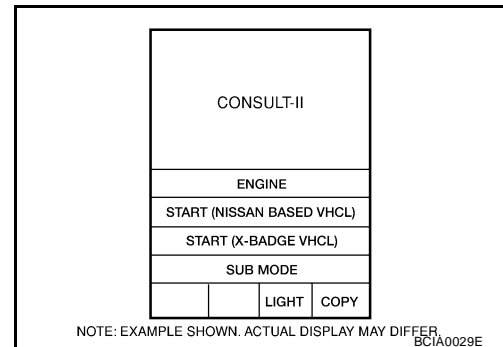 CONSULT-II
ENGINE
START (NISSAN BASED VHCL)
START (X-BADGE VHCL)
SUB MODE
LIGHT COPY
NOTE: EXAMPLE SHOWN. ACTUAL DISPLAY MAY DIFFER.
BCIA0029E